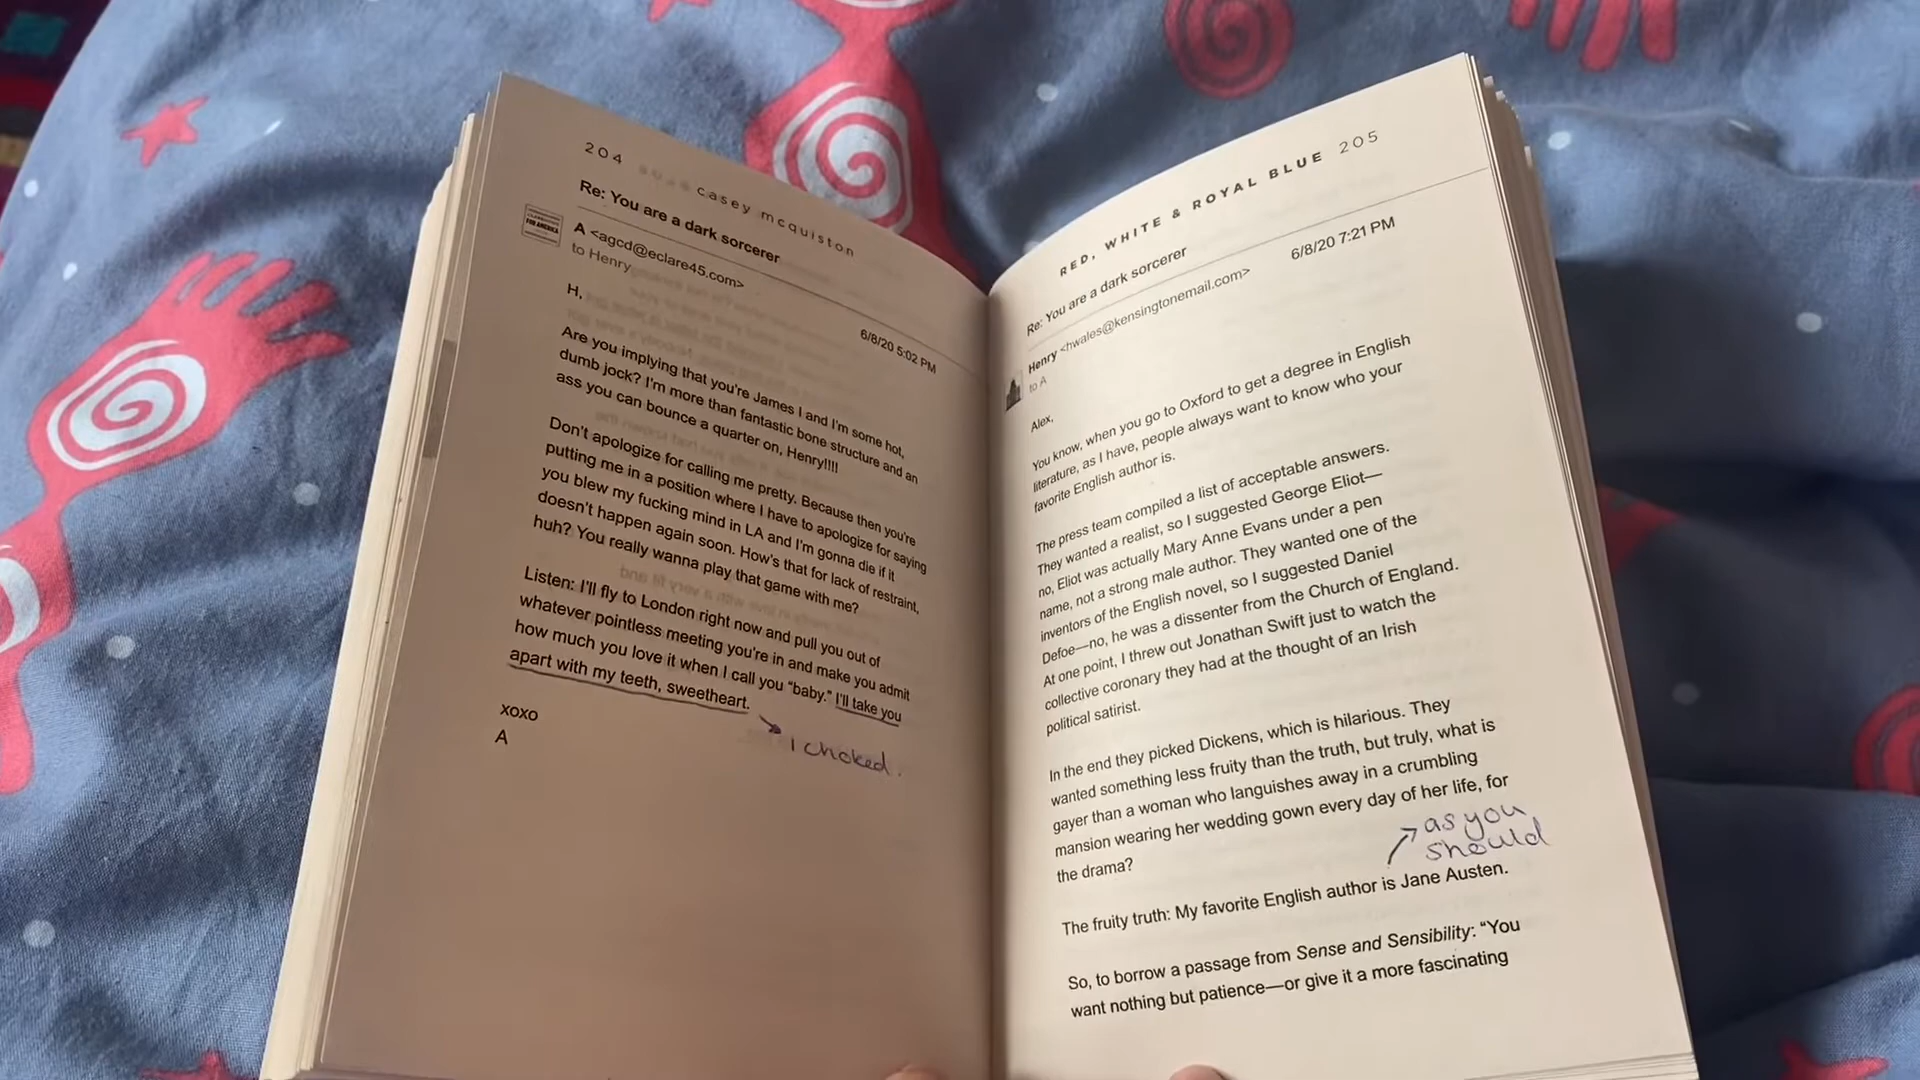 204
casey mcquiston
Re: You are a dark sorcerer
FOR AMERICA
A <agcd@eclare45.com>
6/8/20 5:02 PM
to Henry
H,
Are you implying that you're James I and I'm some hot,
dumb jock? I'm more than fantastic bone structure and an
ass you can bounce a quarter on, Henry!!!!
Don't apologize for calling me pretty. Because then you're
putting me in a position where I have to apologize for saying
you blew my fucking mind in LA and I'm gonna die if it
doesn't happen again soon. How's that for lack of restraint,
huh? You really wanna play that game with me?
Listen: I'll fly to London right now and pull you out of
whatever pointless meeting you're in and make you admit
how much you love it when I call you “baby.” I'll take you
apart with my teeth, sweetheart.
i choked.
xoxo
A
RED, WHITE & ROYAL BLUE 205
Re: You are a dark sorcerer
Henry <hwales@kensingtonemail.com>
6/8/20 7:21 PM
to A
Alex,
You know, when you go to Oxford to get a degree in English
literature, as I have, people always want to know who your
favorite English author is.
The press team compiled a list of acceptable answers.
They wanted a realist, so I suggested George Eliot—
no, Eliot was actually Mary Anne Evans under a pen
name, not a strong male author. They wanted one of the
inventors of the English novel, so I suggested Daniel
Defoe—no, he was a dissenter from the Church of England.
At one point, I threw out Jonathan Swift just to watch the
collective coronary they had at the thought of an Irish
political satirist.
In the end they picked Dickens, which is hilarious. They
wanted something less fruity than the truth, but truly, what is
gayer than a woman who languishes away in a crumbling
mansion wearing her wedding gown every day of her life, for
the drama?
as you
should
The fruity truth: My favorite English author is Jane Austen.
So, to borrow a passage from Sense and Sensibility: “You
want nothing but patience—or give it a more fascinating